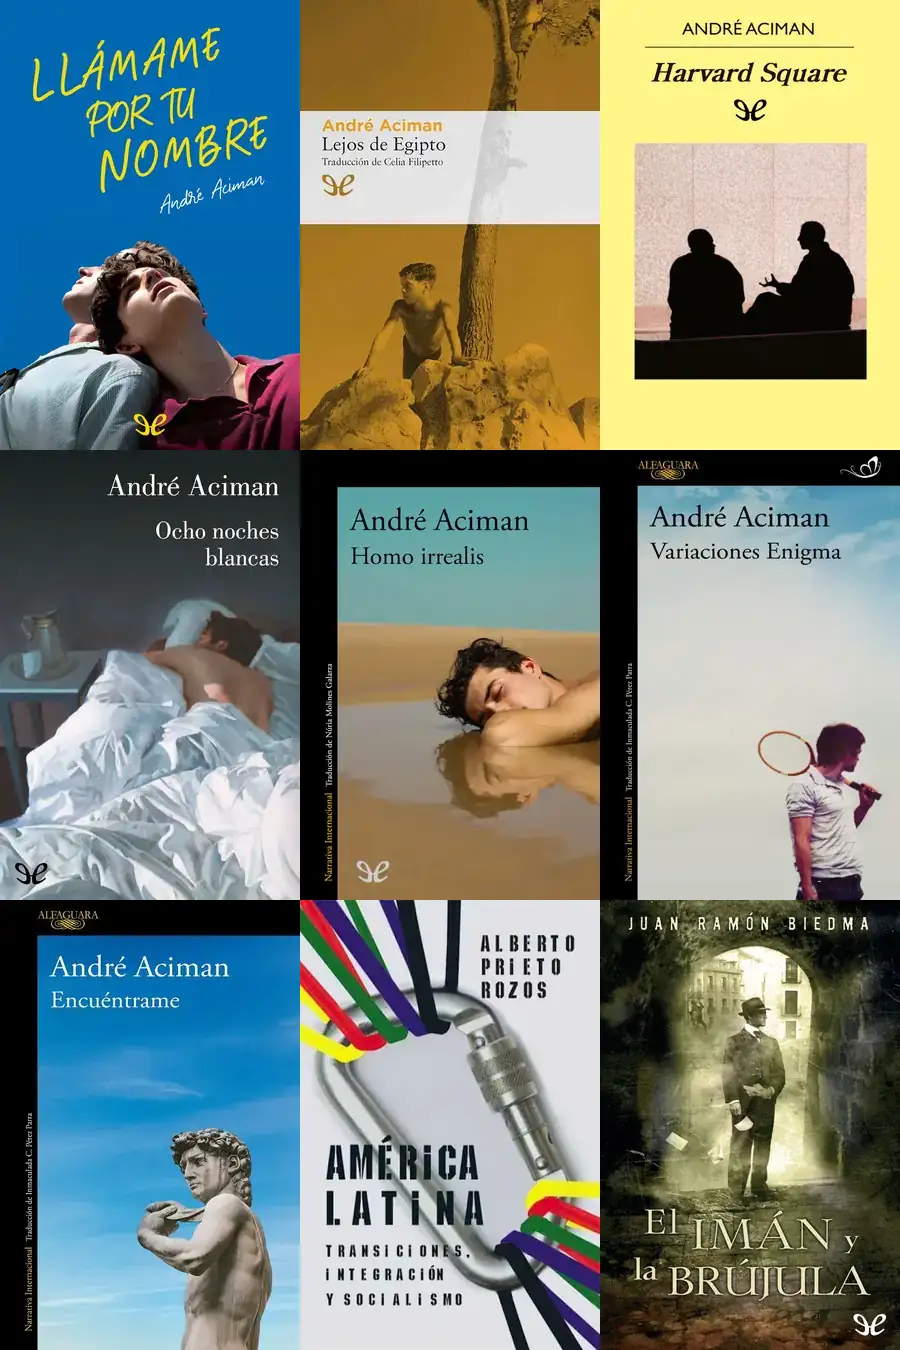 LLÁMAME
POR TU
NOMBRE
André Aciman
André Aciman
Lejos de Egipto
Traducción de Celia Filipetto
ANDRÉ ACIMAN
Harvard Square
André Aciman
Ocho noches
blancas
André Aciman
Homo irrealis
Narrativa Internacional Traducción de Núria Molines Galarza
ALFAGUARA
André Aciman
Variaciones Enigma
Narrativa Internacional Traducción de Inmaculada C. Pérez Parra
ALFAGUARA
André Aciman
Encuéntrame
Narrativa Internacional Traducción de Inmaculada C. Pérez Parra
ALBERTO
PRiETO
ROZOS
AMÉRiCA
LATiNA
TRANSiCiONES,
iNTEGRACiÓN
Y SOCiALiSMO
JUAN RAMÓN BIEDMA
El IMÁN y
la BRÚJULA